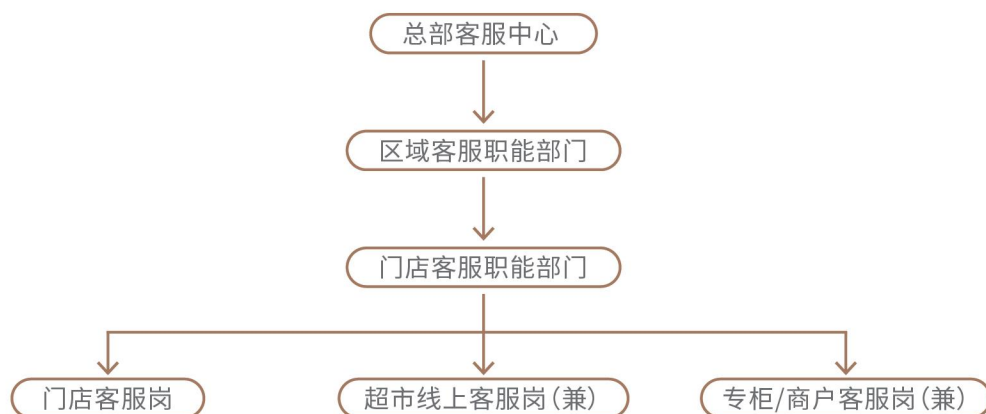 总部客服中心
区域客服职能部门
门店客服职能部门
门店客服岗
超市线上客服岗（兼）
专柜/商户客服岗（兼）